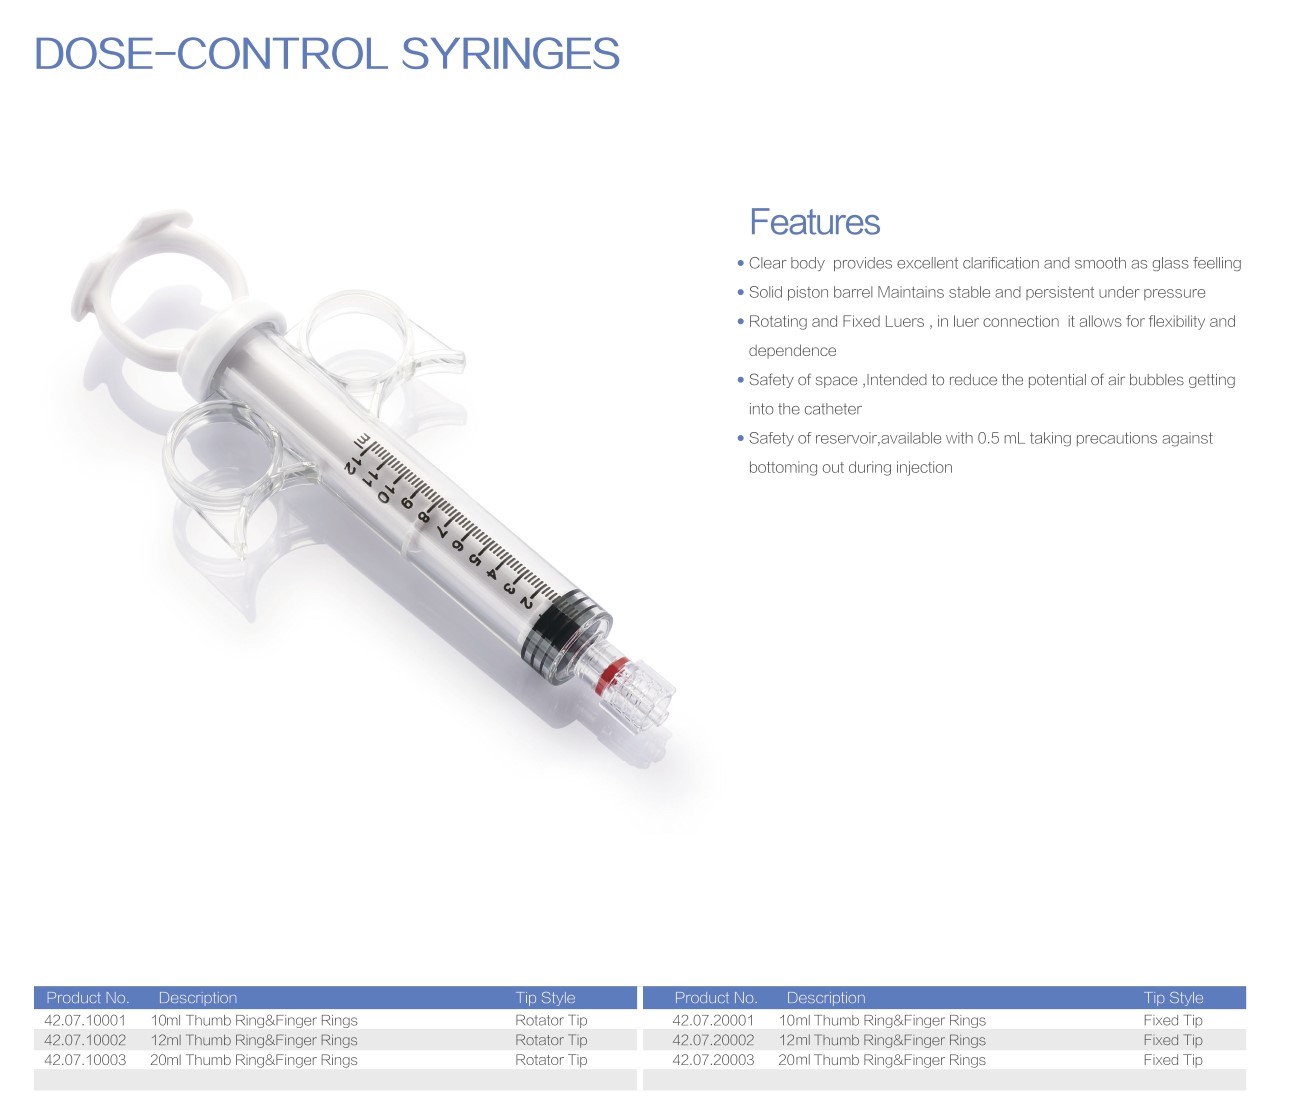 DOSE-CONTROL SYRINGES
Features
• Clear body provides excellent clarification and smooth as glass feelling
• Solid piston barrel Maintains stable and persistent under pressure
• Rotating and Fixed Luers , in luer connection it allows for flexibility and
dependence
• Safety of space ,Intended to reduce the potential of air bubbles getting
into the catheter
• Safety of reservoir,available with 0.5 mL taking precautions against
bottoming out during injection
ml
12
11
10
9
8
7
6
5
4
3
2
Product No. Description Tip Style
42.07.10001 10ml Thumb Ring&Finger Rings Rotator Tip
42.07.10002 12ml Thumb Ring&Finger Rings Rotator Tip
42.07.10003 20ml Thumb Ring&Finger Rings Rotator Tip
Product No. Description Tip Style
42.07.20001 10ml Thumb Ring&Finger Rings Fixed Tip
42.07.20002 12ml Thumb Ring&Finger Rings Fixed Tip
42.07.20003 20ml Thumb Ring&Finger Rings Fixed Tip